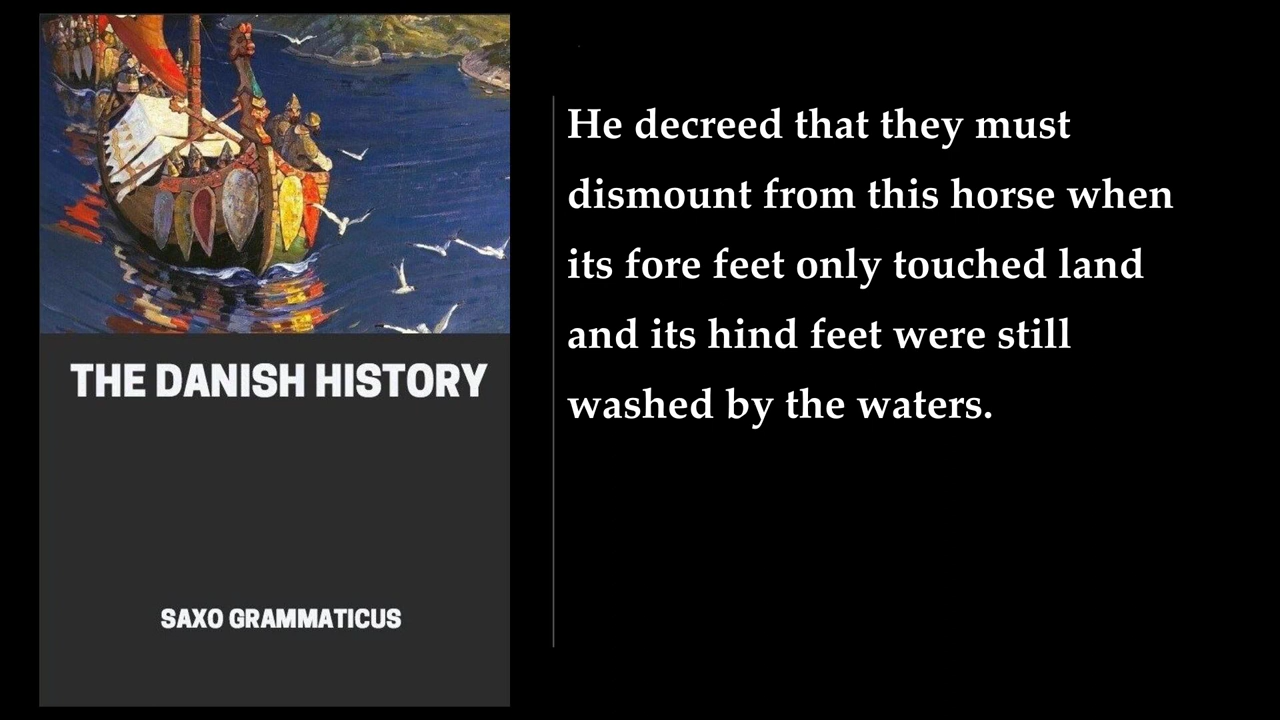 THE DANISH HISTORY
SAXO GRAMMATICUS
He decreed that they must
dismount from this horse when
its fore feet only touched land
and its hind feet were still
washed by the waters.